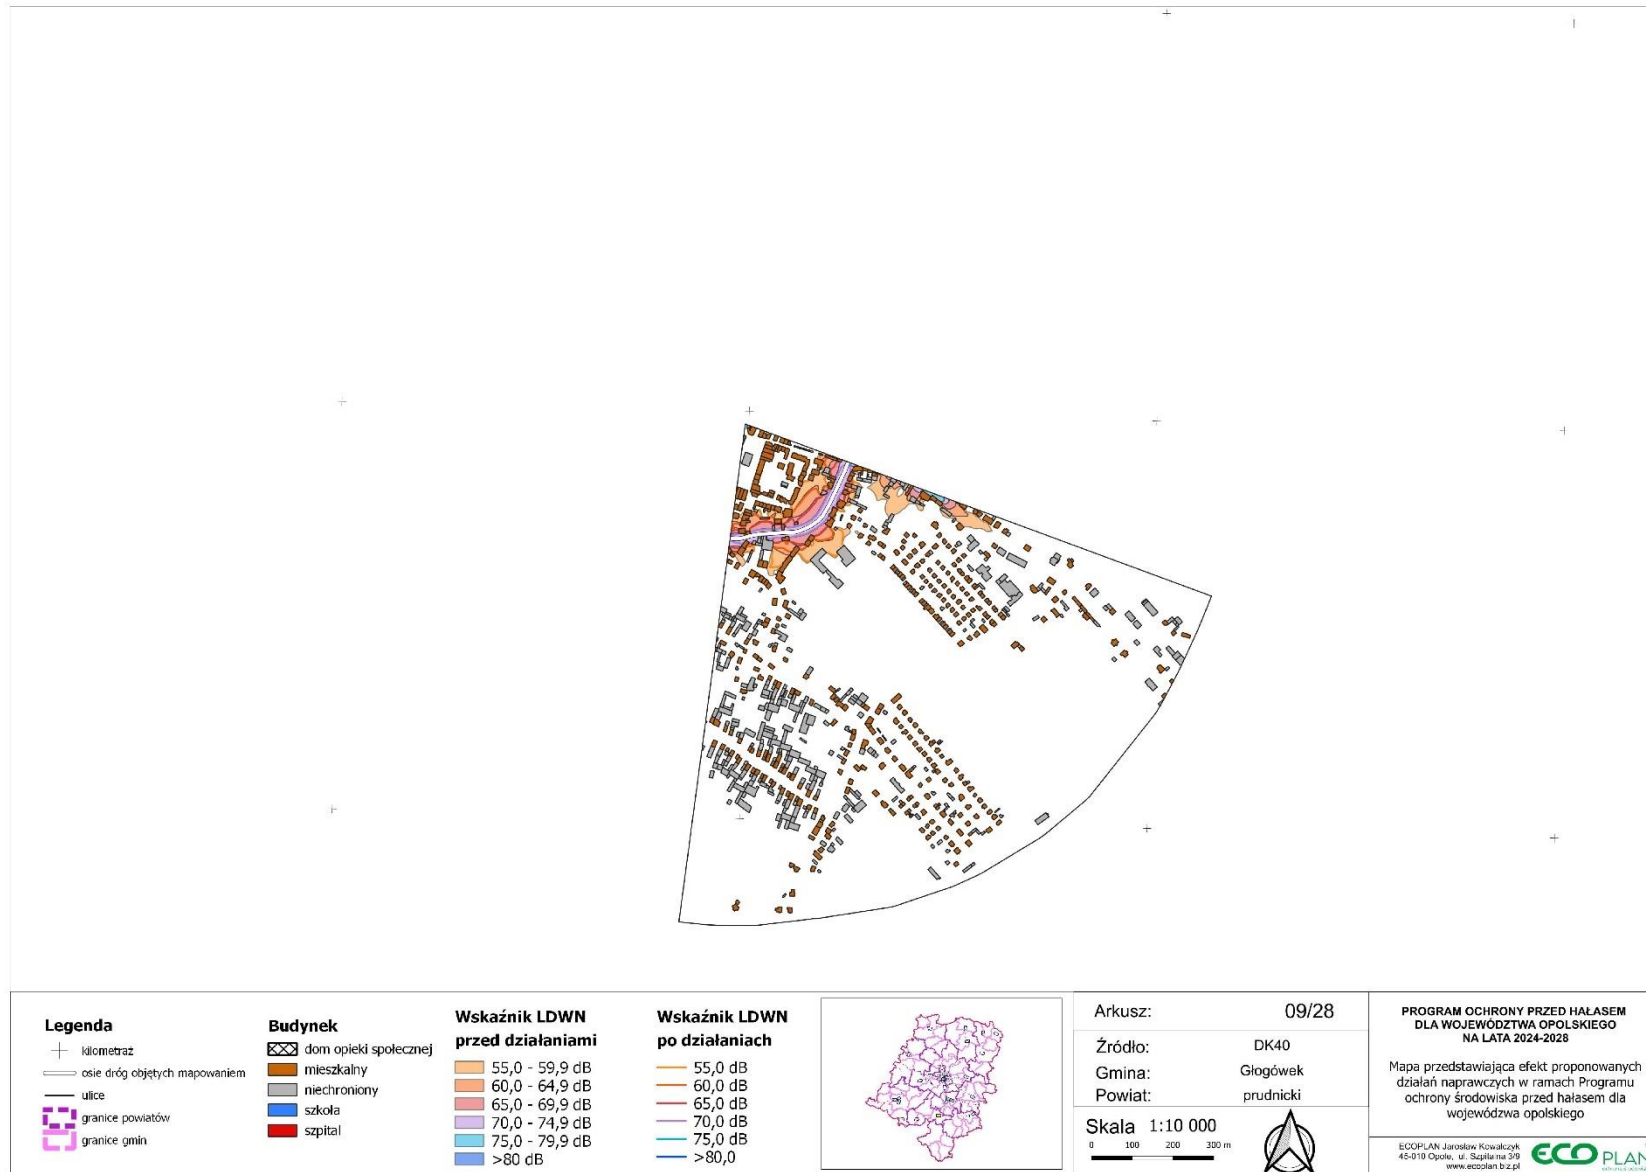 Legenda
kilometraż
osie dróg objętych mapowaniem
ulice
granice powiatów
granice gmin
Budynek
dom opieki społecznej
mieszkalny
niechroniony
szkoła
szpital
Wskaźnik LDWN
przed działaniami
55,0 - 59,9 dB
60,0 - 64,9 dB
65,0 - 69,9 dB
70,0 - 74,9 dB
75,0 - 79,9 dB
>80 dB
Wskaźnik LDWN
po działaniach
55,0 dB
60,0 dB
65,0 dB
70,0 dB
75,0 dB
>80,0
Arkusz: 09/28
Źródło: DK40
Gmina: Głogówek
Powiat: prudnicki
Skala 1:10 000
0 100 200 300 m
PROGRAM OCHRONY PRZED HAŁASEM
DLA WOJEWÓDZTWA OPOLSKIEGO
NA LATA 2024-2028
Mapa przedstawiająca efekt proponowanych
działań naprawczych w ramach Programu
ochrony środowiska przed hałasem dla
wojewódzwa opolskiego
ECOPLAN Jarosław Kowalczyk
45-010 Opole, ul. Szpitalna 3/9
www.ecoplan.biz.pl
ECO PLAN